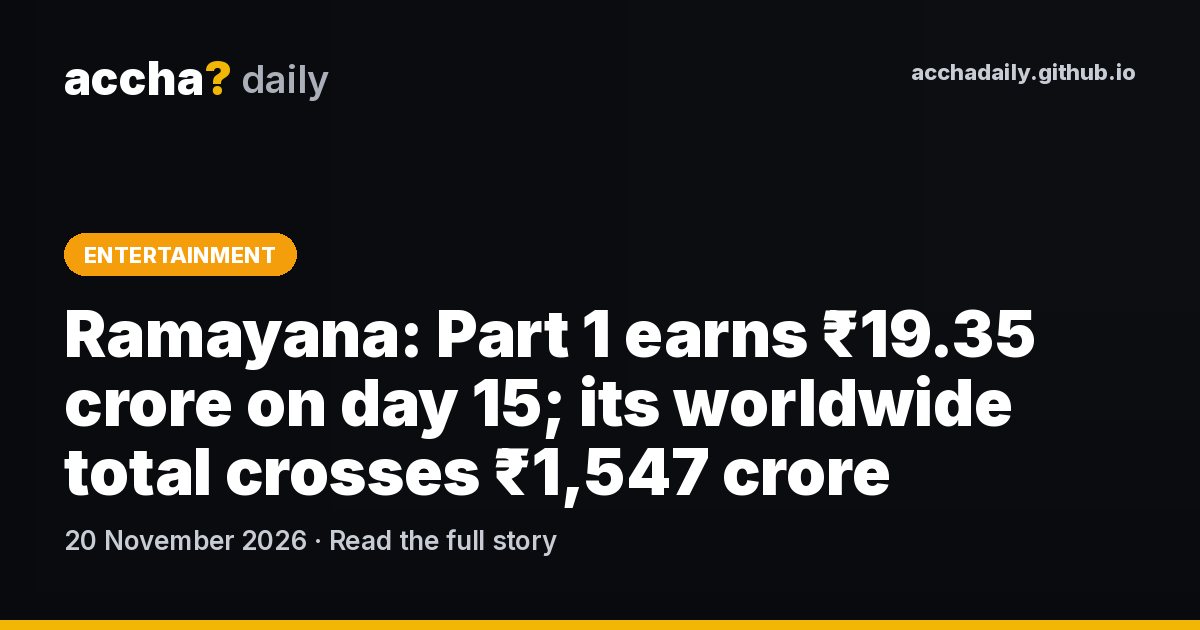 accha? daily
acchadaily.github.io
ENTERTAINMENT
Ramayana: Part 1 earns ₹19.35
crore on day 15; its worldwide
total crosses ₹1,547 crore
20 November 2026 · Read the full story